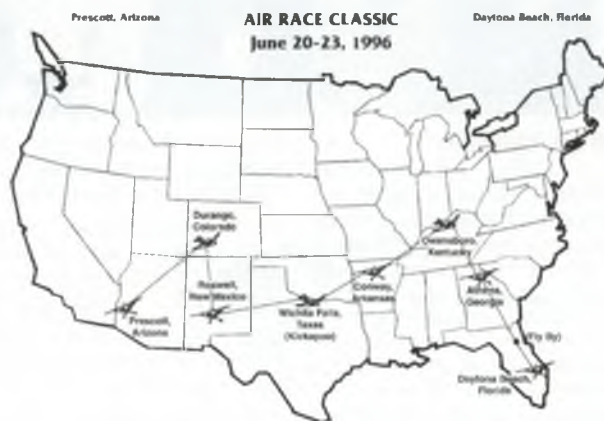 Prescott, Arizona
AIR RACE CLASSIC
Daytona Beach, Florida
June 20-23, 1996
Durango,
Colorado
Owensboro,
Kentucky
Roswell,
New Mexico
Conway,
Arkansas
Athens,
Georgia
Prescott,
Arizona
Wichita Falls,
Texas
(Kickapoo)
(Fly By)
Daytona Beach,
Florida